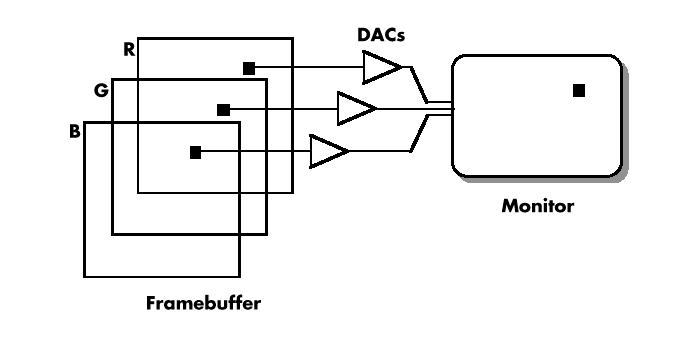 DACs
R
G
B
Monitor
Framebuffer